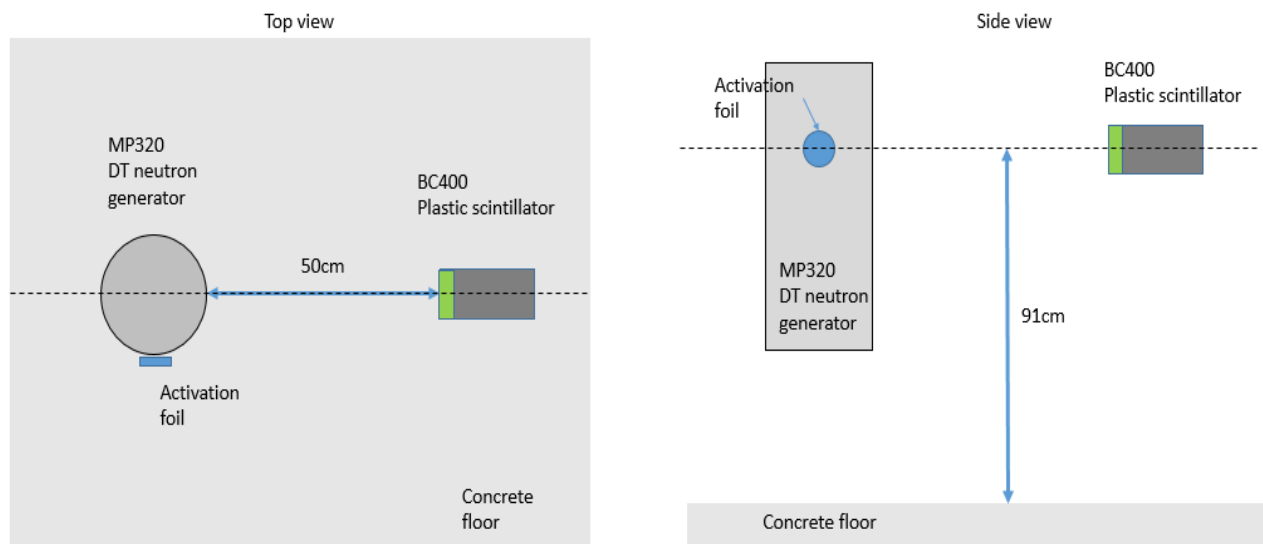 Top view
MP320
DT neutron
generator
BC400
Plastic scintillator
50cm
Activation
foil
Concrete
floor
Side view
Activation
foil
BC400
Plastic scintillator
MP320
DT neutron
generator
91cm
Concrete floor